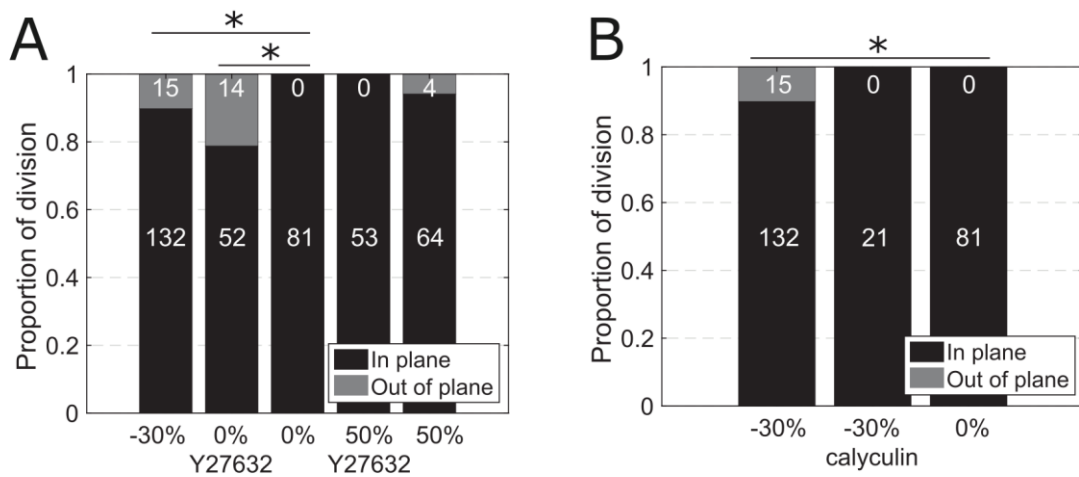 A
*
*
1
0.8
0.6
0.4
0.2
0
Proportion of division
15 14 0 0 4
132 52 81 53 64
In plane
Out of plane
-30% 0% 0% 50% 50%
Y27632 Y27632
B
*
1
0.8
0.6
0.4
0.2
0
Proportion of division
15 0 0
132 21 81
In plane
Out of plane
-30% -30% 0%
calyculin